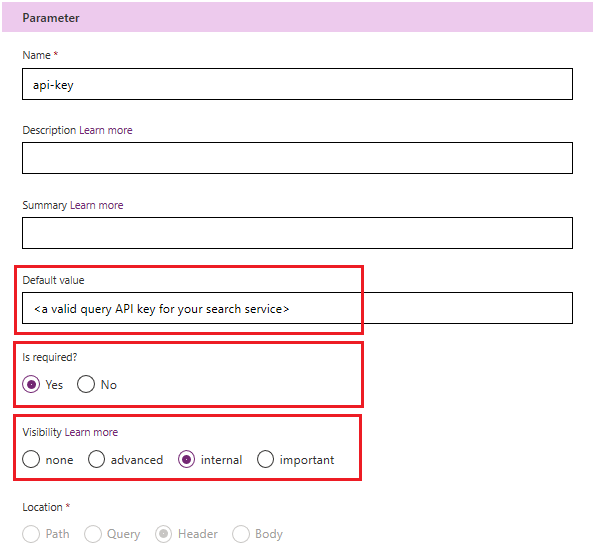 Parameter
Name *
api-key
Description Learn more
Summary Learn more
Default value
<a valid query API key for your search service>
Is required?
Yes No
Visibility Learn more
none advanced internal important
Location *
Path Query Header Body